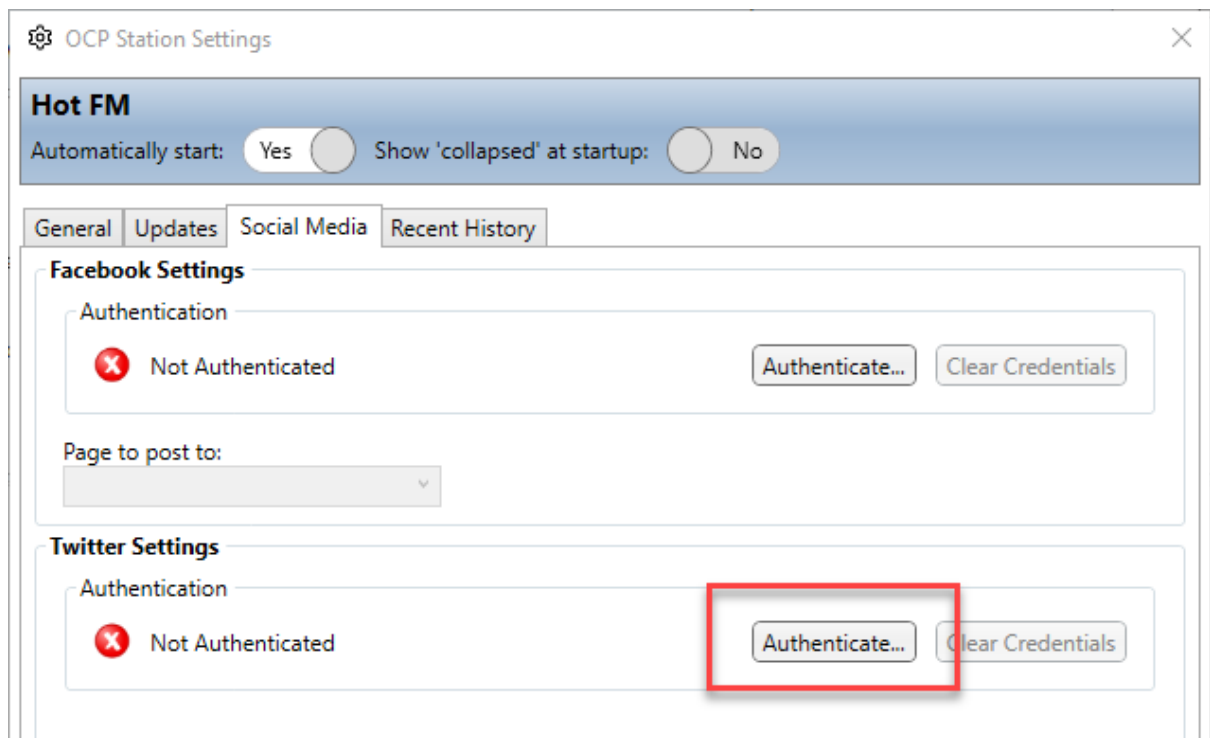 OCP Station Settings
Hot FM
Automatically start: Yes Show 'collapsed' at startup: No
General Updates Social Media Recent History
Facebook Settings
Authentication
Not Authenticated Authenticate... Clear Credentials
Page to post to:
Twitter Settings
Authentication
Not Authenticated Authenticate... Clear Credentials